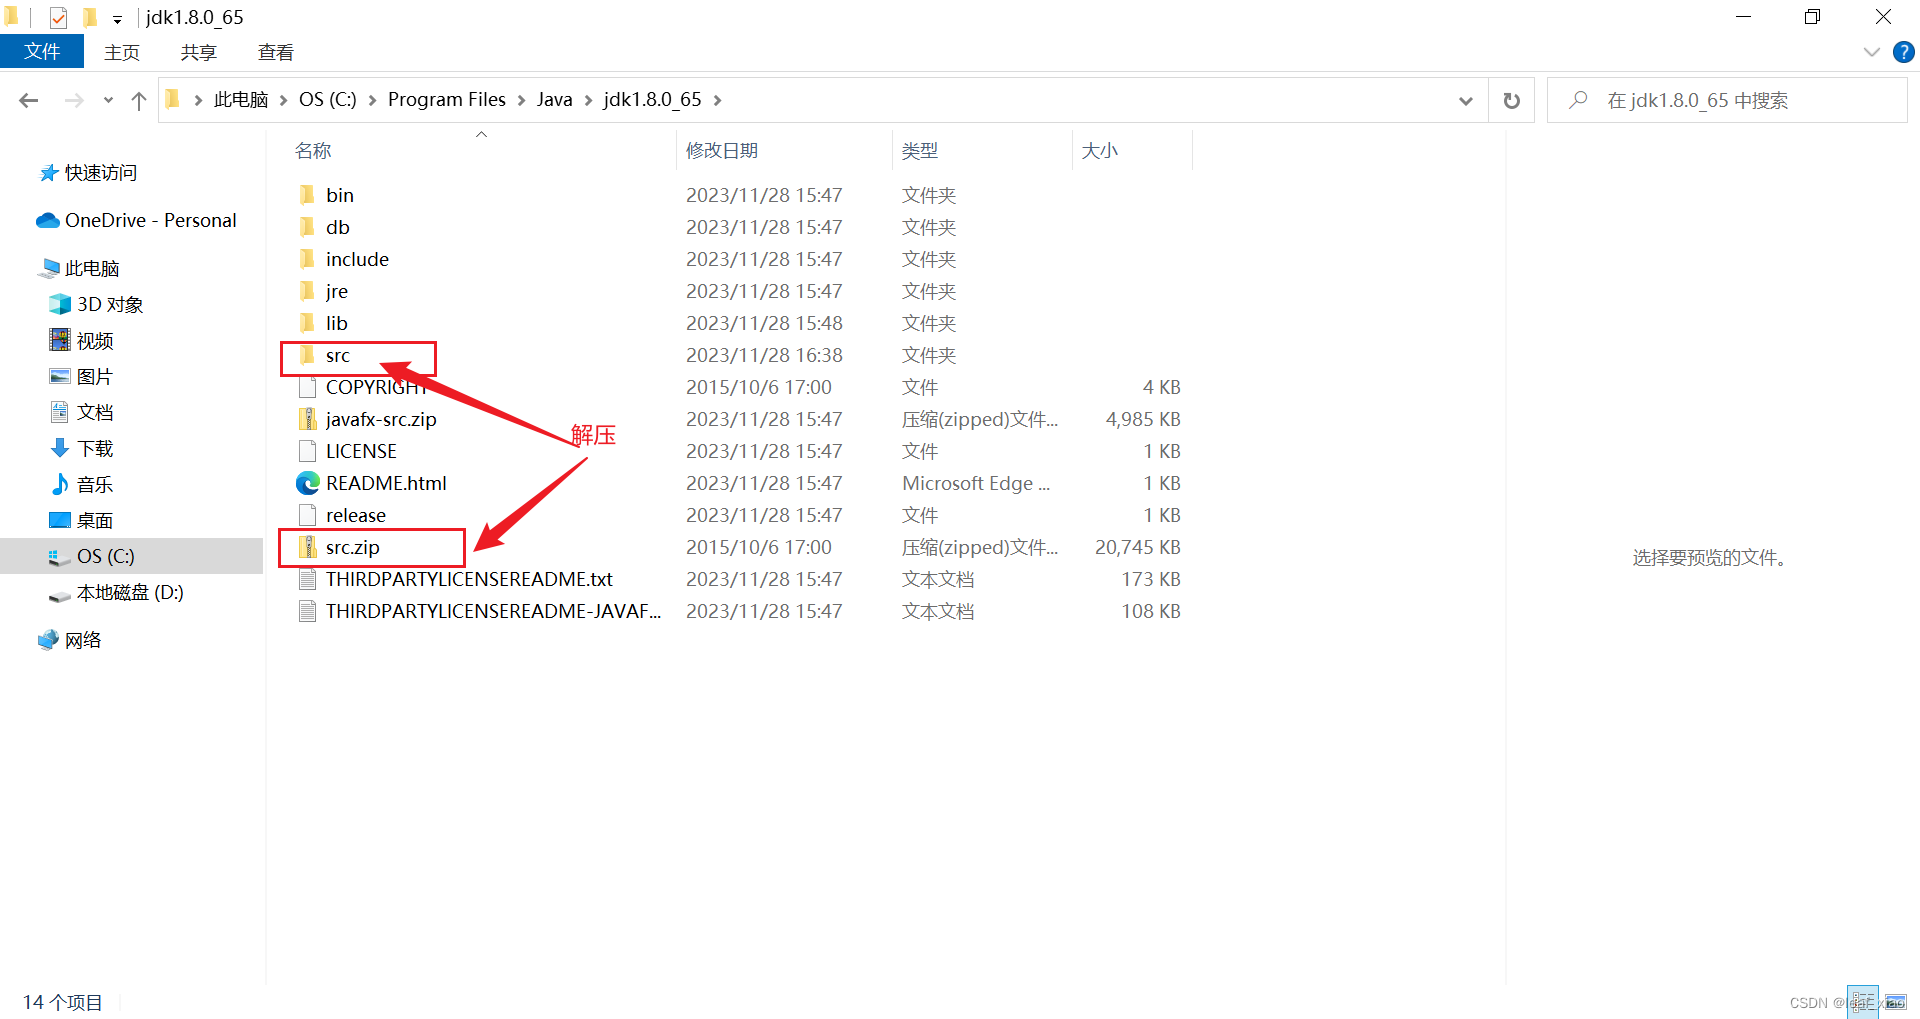 jdk1.8.0_65
文件 主页 共享 查看
此电脑 OS (C:) Program Files Java jdk1.8.0_65
在 jdk1.8.0_65 中搜索
名称 修改日期 类型 大小
快速访问
OneDrive - Personal
此电脑
3D 对象
视频
图片
文档
下载
音乐
桌面
OS (C:)
本地磁盘 (D:)
网络
bin 2023/11/28 15:47 文件夹
db 2023/11/28 15:47 文件夹
include 2023/11/28 15:47 文件夹
jre 2023/11/28 15:47 文件夹
lib 2023/11/28 15:48 文件夹
src 2023/11/28 16:38 文件夹
COPYRIGHT 2015/10/6 17:00 文件 4 KB
javafx-src.zip 2023/11/28 15:47 压缩(zipped)文件... 4,985 KB
解压
LICENSE 2023/11/28 15:47 文件 1 KB
README.html 2023/11/28 15:47 Microsoft Edge ... 1 KB
release 2023/11/28 15:47 文件 1 KB
src.zip 2015/10/6 17:00 压缩(zipped)文件... 20,745 KB
THIRDPARTYLICENSEREADME.txt 2023/11/28 15:47 文本文档 173 KB
THIRDPARTYLICENSEREADME-JAVAF... 2023/11/28 15:47 文本文档 108 KB
选择要预览的文件。
14 个项目
CSDN